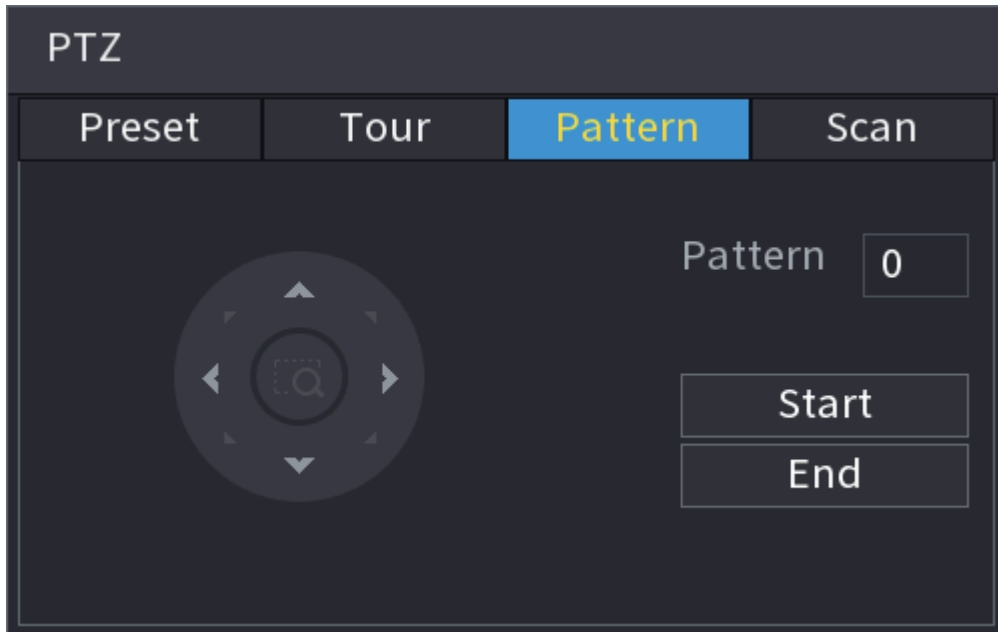 PTZ
Preset Tour Pattern Scan
Pattern 0
Start
End